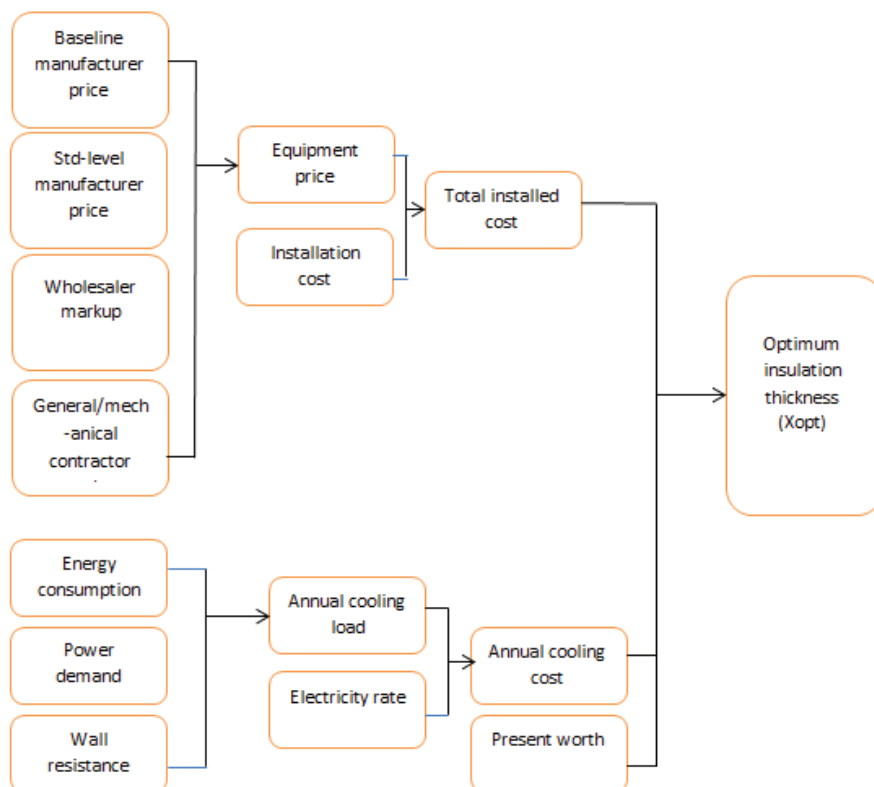 Baseline
manufacturer
price
Std-level
manufacturer
price
Wholesaler
markup
General/mech
-anical
contractor
Equipment
price
Installation
cost
Total installed
cost
Optimum
insulation
thickness
(Xopt)
Energy
consumption
Power
demand
Wall
resistance
Annual cooling
load
Electricity rate
Annual cooling
cost
Present worth